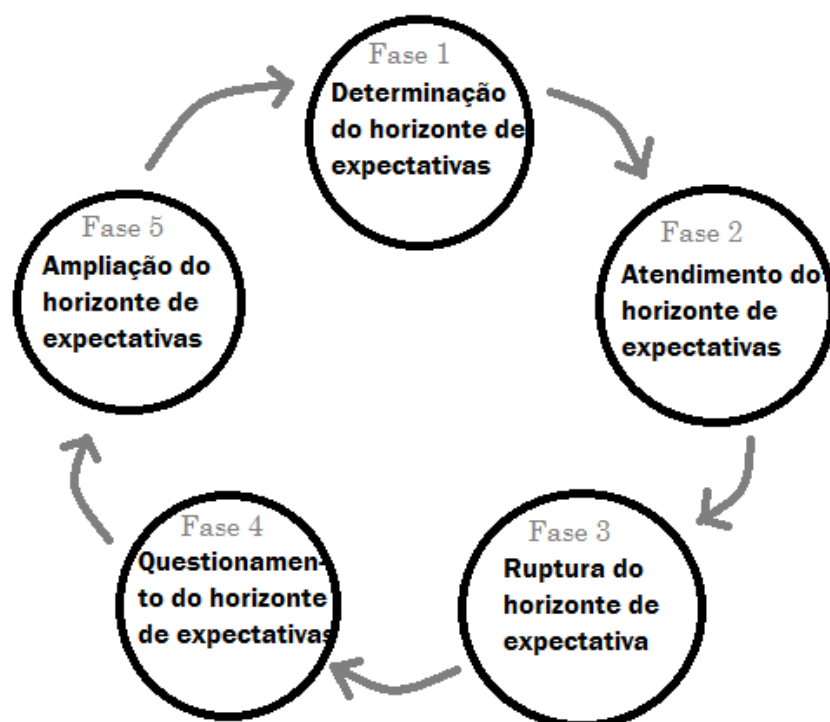 Fase 1
Determinação
do horizonte de
expectativas
Fase 2
Atendimento do
horizonte de
expectativas
Fase 3
Ruptura do
horizonte de
expectativa
Fase 4
Questionamen-
to do horizonte
de expectativas
Fase 5
Ampliação do
horizonte de
expectativas